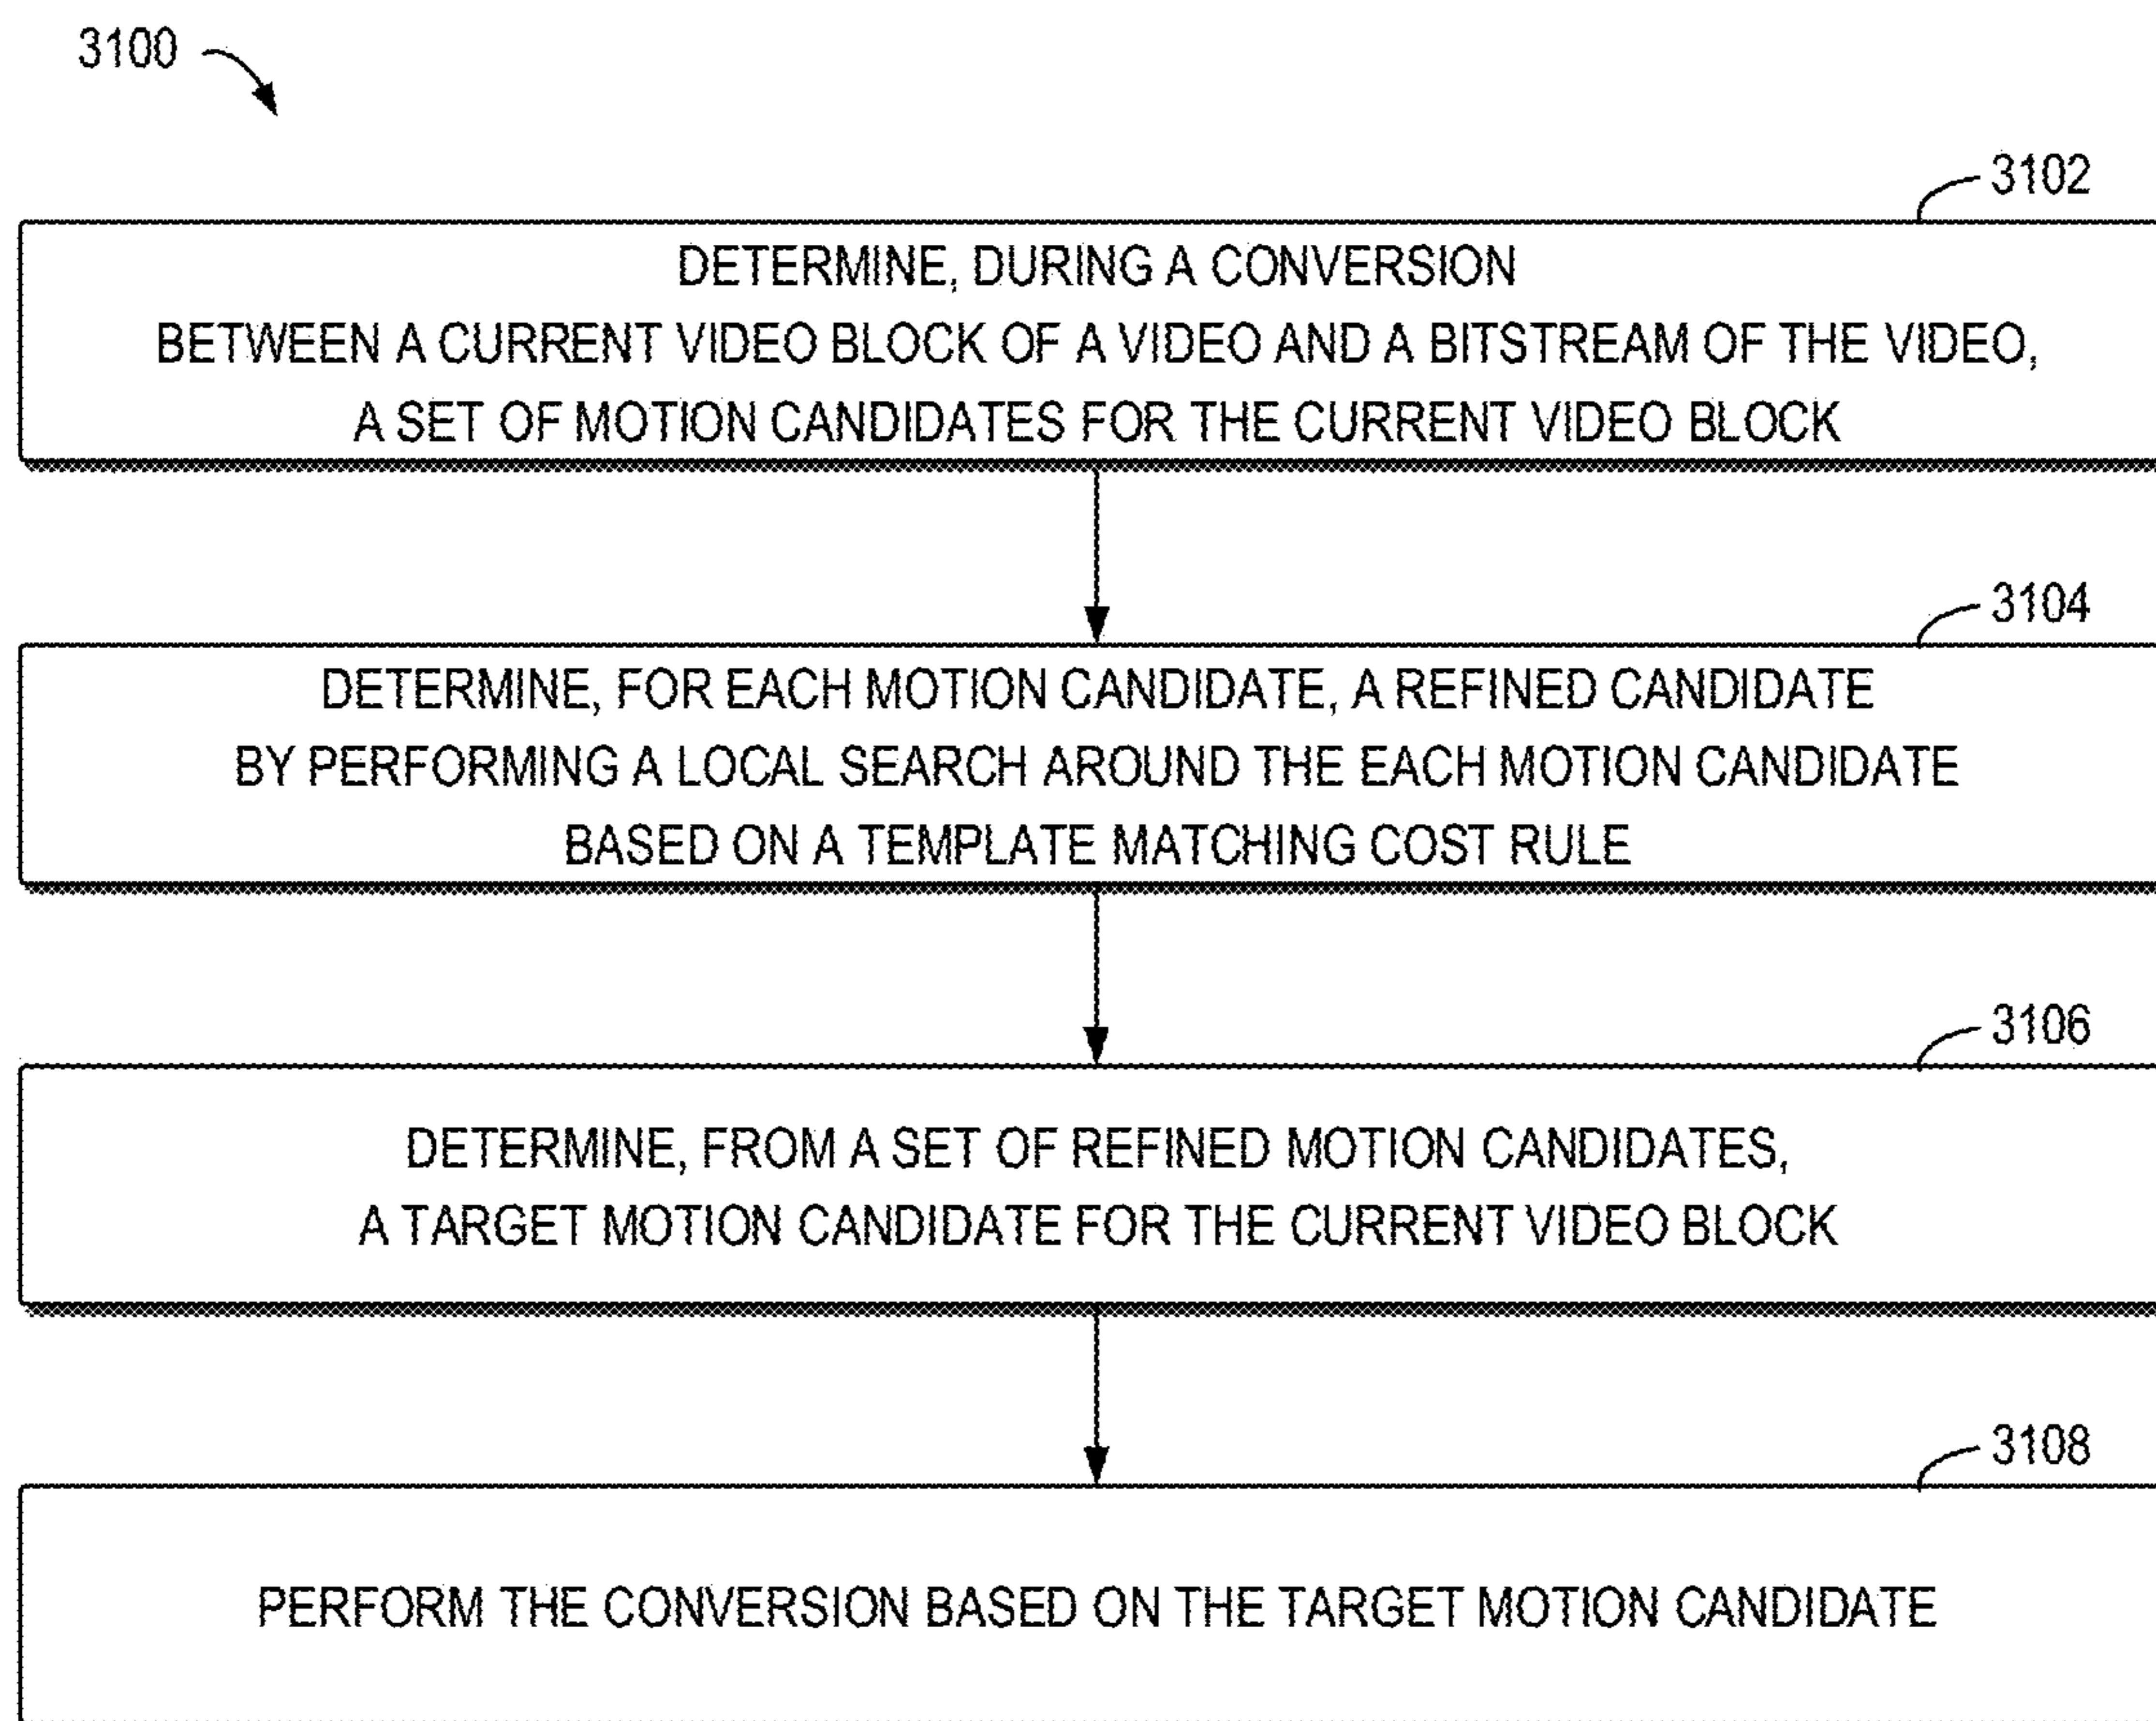 3100
3102
DETERMINE, DURING A CONVERSION
BETWEEN A CURRENT VIDEO BLOCK OF A VIDEO AND A BITSTREAM OF THE VIDEO,
A SET OF MOTION CANDIDATES FOR THE CURRENT VIDEO BLOCK
3104
DETERMINE, FOR EACH MOTION CANDIDATE, A REFINED CANDIDATE
BY PERFORMING A LOCAL SEARCH AROUND THE EACH MOTION CANDIDATE
BASED ON A TEMPLATE MATCHING COST RULE
3106
DETERMINE, FROM A SET OF REFINED MOTION CANDIDATES,
A TARGET MOTION CANDIDATE FOR THE CURRENT VIDEO BLOCK
3108
PERFORM THE CONVERSION BASED ON THE TARGET MOTION CANDIDATE